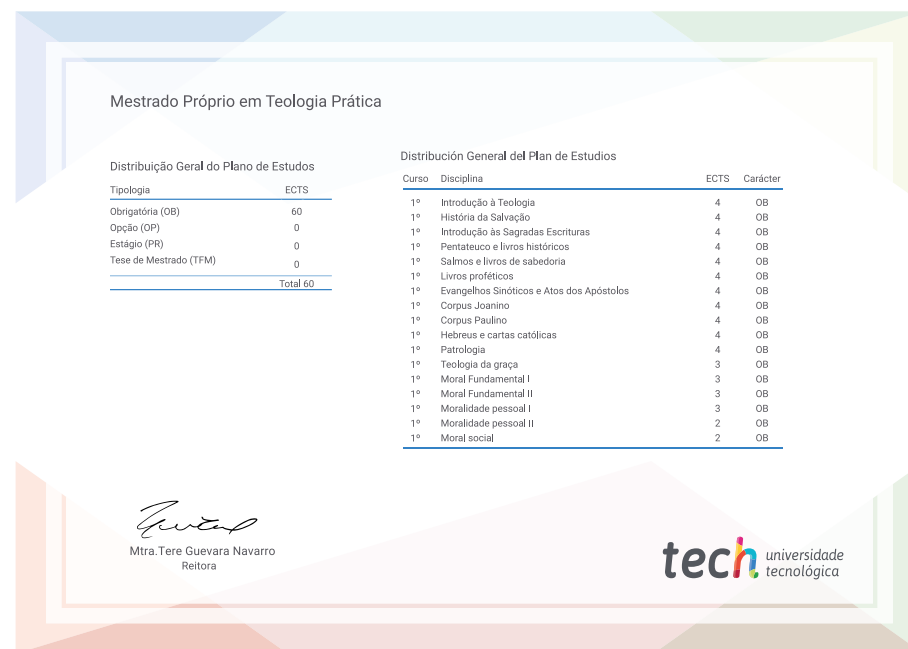 Mestrado Próprio em Teologia Prática
Distribuição Geral do Plano de Estudos
Tipologia ECTS
Obrigatória (OB) 60
Opção (OP) 0
Estágio (PR) 0
Tese de Mestrado (TFM) 0
Total 60
Distribución General del Plan de Estudios
Curso Disciplina ECTS Carácter
1º Introdução à Teologia 4 OB
1º História da Salvação 4 OB
1º Introdução às Sagradas Escrituras 4 OB
1º Pentateuco e livros históricos 4 OB
1º Salmos e livros de sabedoria 4 OB
1º Livros proféticos 4 OB
1º Evangelhos Sinóticos e Atos dos Apóstolos 4 OB
1º Corpus Joanino 4 OB
1º Corpus Paulino 4 OB
1º Hebreus e cartas católicas 4 OB
1º Patrologia 4 OB
1º Teologia da graça 3 OB
1º Moral Fundamental I 3 OB
1º Moral Fundamental II 3 OB
1º Moralidade pessoal I 3 OB
1º Moralidade pessoal II 2 OB
1º Moral social 2 OB
Mtra.Tere Guevara Navarro
Reitora
tech universidade
tecnológica